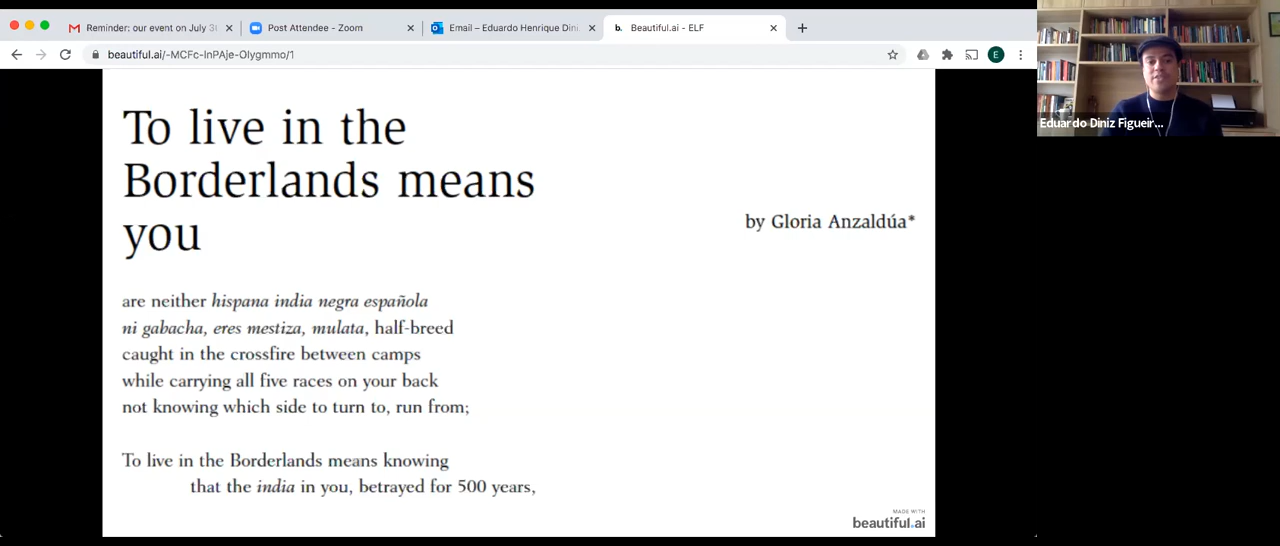 Reminder: our event on July 3
Post Attendee - Zoom
Email – Eduardo Henrique Dini
b. Beautiful.ai - ELF
beautiful.ai/-MCFc-InPAje-OIygmmo/1
E
Eduardo Diniz Figueir...
To live in the
Borderlands means
you
by Gloria Anzaldúa*
are neither hispana india negra española
ni gabacha, eres mestiza, mulata, half-breed
caught in the crossfire between camps
while carrying all five races on your back
not knowing which side to turn to, run from;
To live in the Borderlands means knowing
that the india in you, betrayed for 500 years,
MADE WITH
beautiful.ai